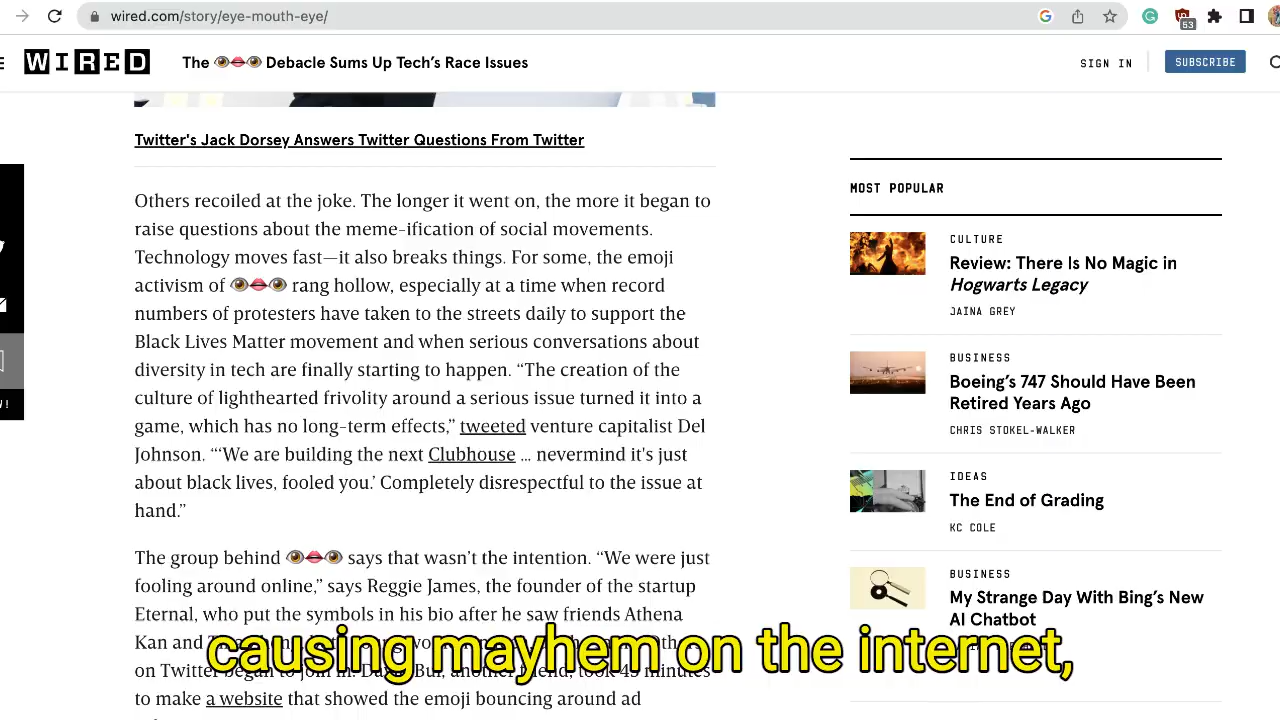 wired.com/story/eye-mouth-eye/
53
WIRED
The 👁👄👁 Debacle Sums Up Tech's Race Issues
SIGN IN
SUBSCRIBE
Twitter's Jack Dorsey Answers Twitter Questions From Twitter
Others recoiled at the joke. The longer it went on, the more it began to
raise questions about the meme-ification of social movements.
Technology moves fast—it also breaks things. For some, the emoji
activism of 👁👄👁 rang hollow, especially at a time when record
numbers of protesters have taken to the streets daily to support the
Black Lives Matter movement and when serious conversations about
diversity in tech are finally starting to happen. “The creation of the
culture of lighthearted frivolity around a serious issue turned it into a
game, which has no long-term effects,” tweeted venture capitalist Del
Johnson. “‘We are building the next Clubhouse … nevermind it's just
about black lives, fooled you.’ Completely disrespectful to the issue at
hand.”
The group behind 👁👄👁 says that wasn’t the intention. “We were just
fooling around online,” says Reggie James, the founder of the startup
Eternal, who put the symbols in his bio after he saw friends Athena
Kan and
on Twitter began to join in.
to make a website that showed the emoji bouncing around ad
MOST POPULAR
CULTURE
Review: There Is No Magic in
Hogwarts Legacy
JAINA GREY
BUSINESS
Boeing’s 747 Should Have Been
Retired Years Ago
CHRIS STOKEL-WALKER
IDEAS
The End of Grading
KC COLE
BUSINESS
My Strange Day With Bing’s New
AI Chatbot
causing mayhem on the internet,